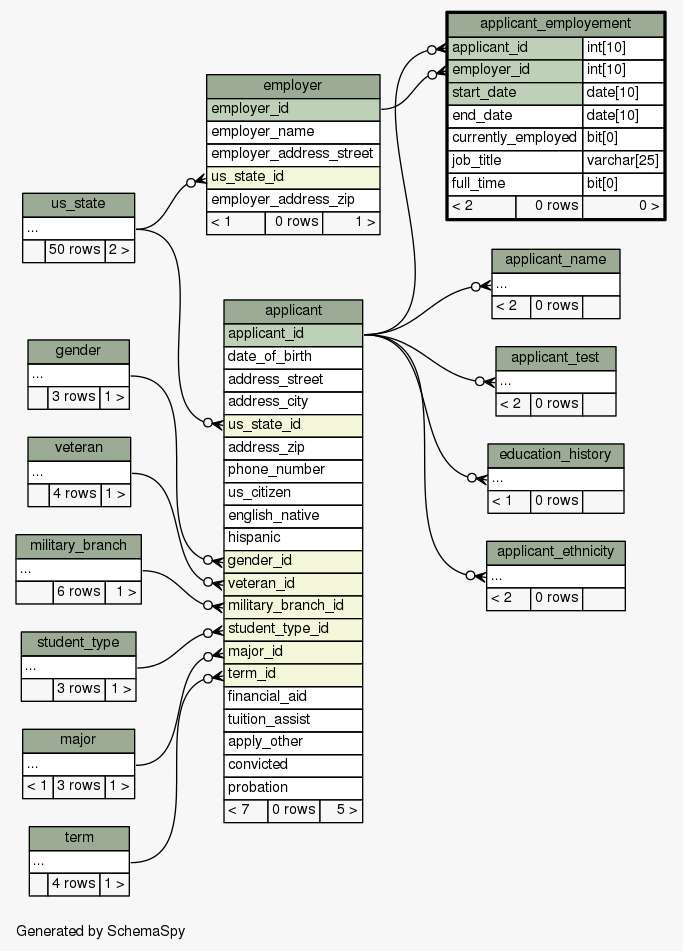 applicant_employement
applicant_id int[10]
employer_id int[10]
start_date date[10]
end_date date[10]
currently_employed bit[0]
job_title varchar[25]
full_time bit[0]
< 2 0 rows 0 >
employer
employer_id
employer_name
employer_address_street
us_state_id
employer_address_zip
< 1 0 rows 1 >
us_state
...
50 rows 2 >
applicant_name
...
< 2 0 rows
applicant
applicant_id
date_of_birth
address_street
address_city
us_state_id
address_zip
phone_number
us_citizen
english_native
hispanic
gender_id
veteran_id
military_branch_id
student_type_id
major_id
term_id
financial_aid
tuition_assist
apply_other
convicted
probation
< 7 0 rows 5 >
gender
...
3 rows 1 >
applicant_test
...
< 2 0 rows
veteran
...
4 rows 1 >
education_history
...
< 1 0 rows
military_branch
...
6 rows 1 >
applicant_ethnicity
...
< 2 0 rows
student_type
...
3 rows 1 >
major
...
< 1 3 rows 1 >
term
...
4 rows 1 >
Generated by SchemaSpy